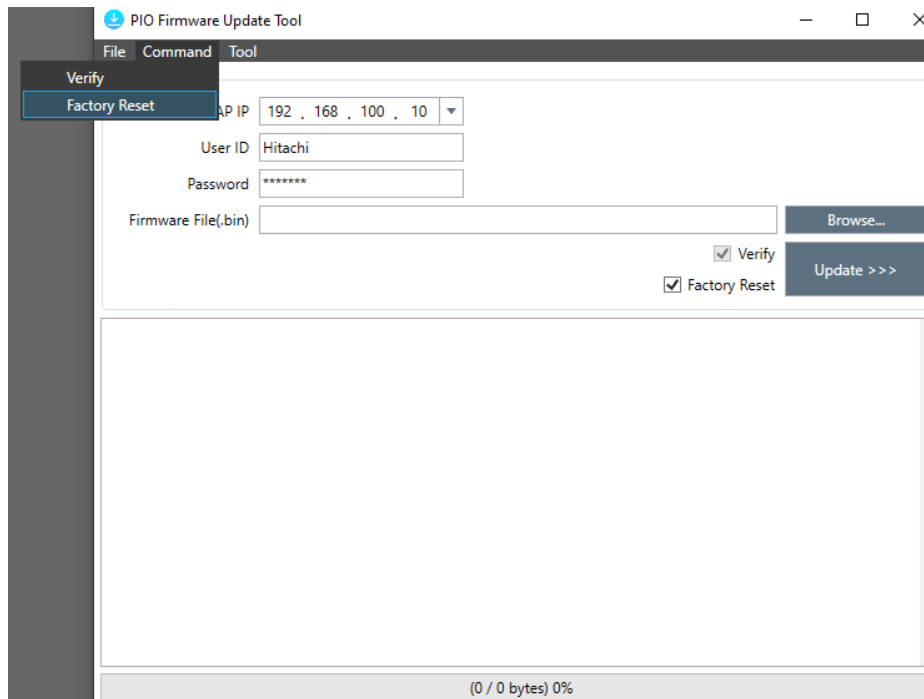 PIO Firmware Update Tool
File Command Tool
Verify
Factory Reset
AP IP 192 . 168 . 100 . 10
User ID Hitachi
Password *******
Firmware File(.bin) Browse...
Verify
Update >>>
Factory Reset
(0 / 0 bytes) 0%